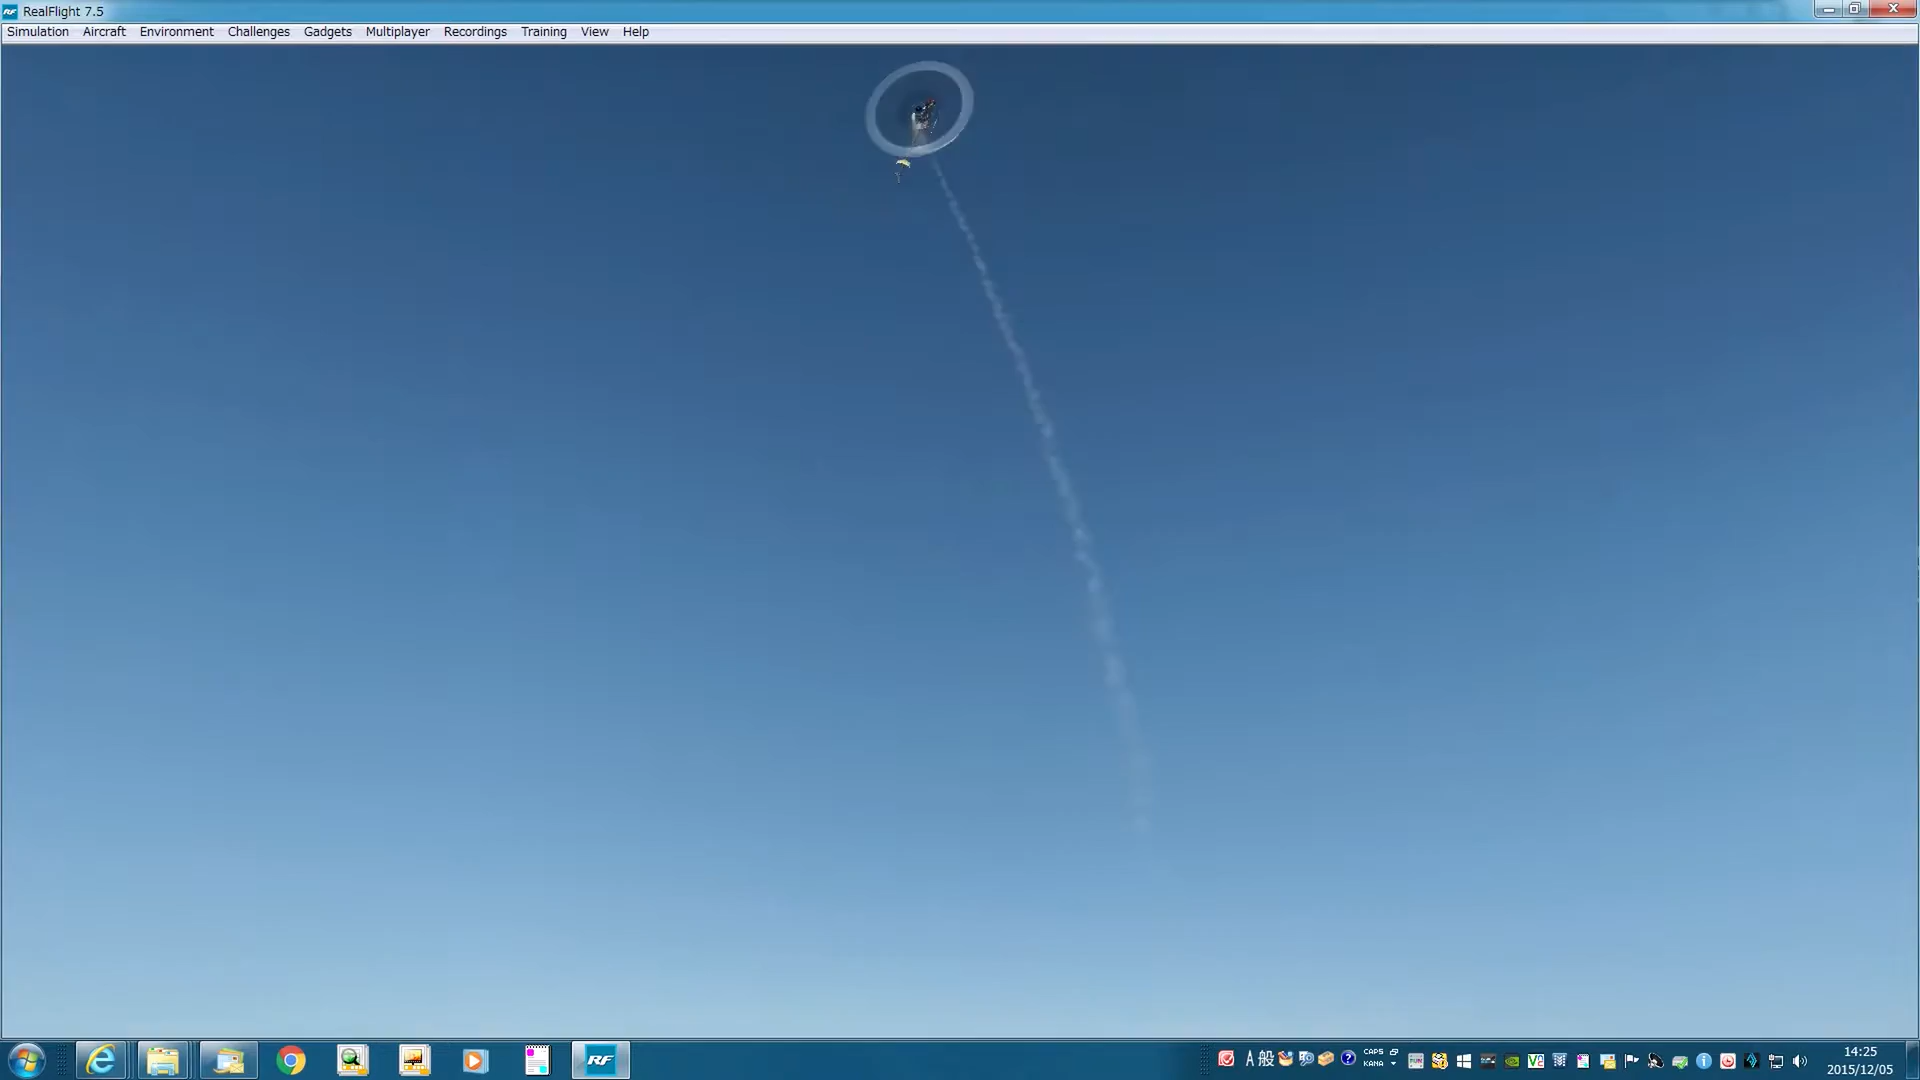 RealFlight 7.5
Simulation Aircraft Environment Challenges Gadgets Multiplayer Recordings Training View Help
RF
A 般 CAPS KANA
14:25
2015/12/05